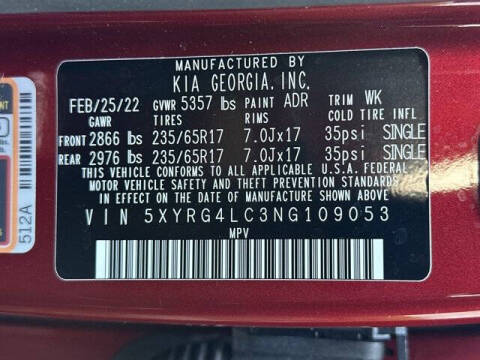 MANUFACTURED BY
KIA GEORGIA, INC.
FEB/25/22 GVWR 5357 lbs PAINT ADR TRIM WK
GAWR TIRES RIMS COLD TIRE INFL
FRONT 2866 lbs 235/65R17 7.0Jx17 35psi SINGLE
REAR 2976 lbs 235/65R17 7.0Jx17 35psi SINGLE
THIS VEHICLE CONFORMS TO ALL APPLICABLE U.S.A. FEDERAL
MOTOR VEHICLE SAFETY, BUMPER, AND THEFT PREVENTION STANDARDS
IN EFFECT ON THE DATE OF MANUFACTURE SHOWN ABOVE.
VIN 5XYRG4LC3NG109053
MPV
512A